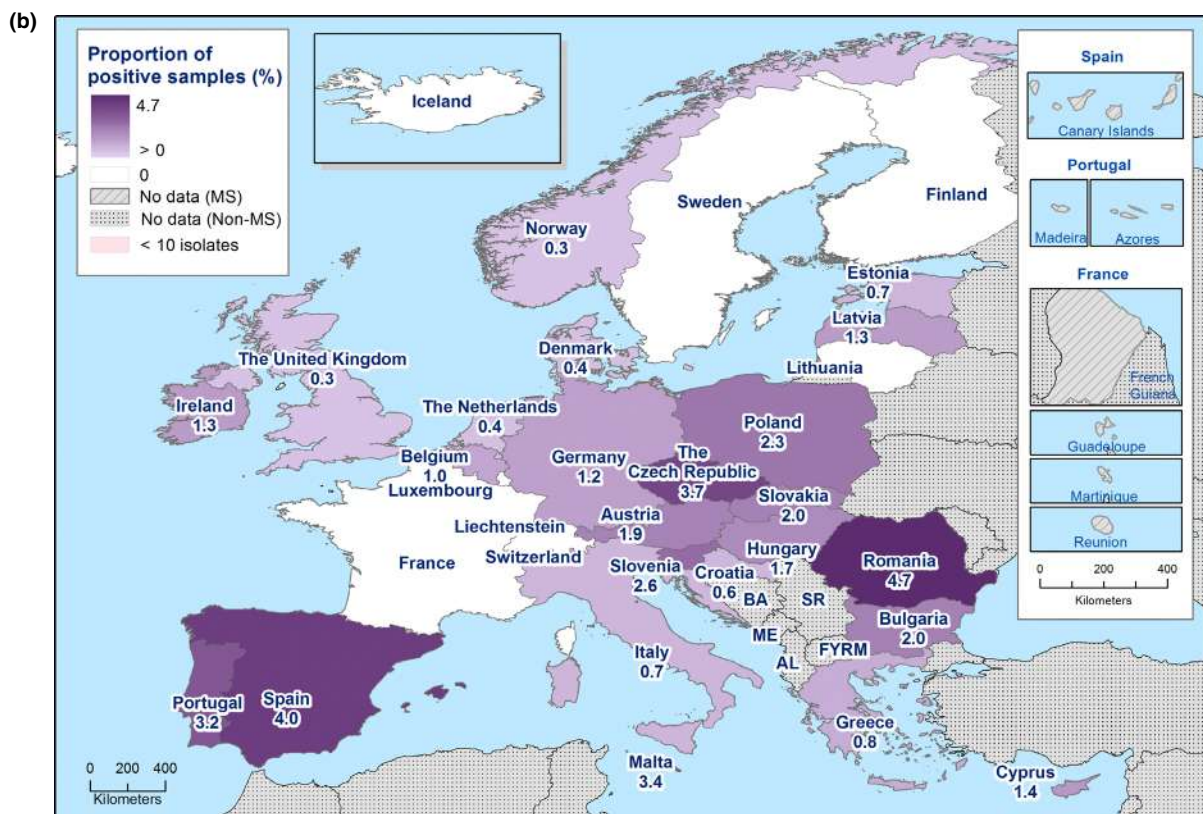 (b)
Proportion of
positive samples (%)
4.7
> 0
0
No data (MS)
No data (Non-MS)
< 10 isolates
Iceland
Norway
0.3
Sweden
Finland
Estonia
0.7
Latvia
1.3
Lithuania
The United Kingdom
0.3
Ireland
1.3
Denmark
0.4
The Netherlands
0.4
Belgium
1.0
Luxembourg
Germany
1.2
Poland
2.3
The
Czech Republic
3.7
Slovakia
2.0
Austria
1.9
Liechtenstein
Switzerland
France
Hungary
1.7
Slovenia
2.6
Croatia
0.6
BA
SR
ME
AL
FYRM
Romania
4.7
Bulgaria
2.0
Italy
0.7
Portugal
3.2
Spain
4.0
Malta
3.4
Greece
0.8
Cyprus
1.4
0 200 400
Kilometers
Spain
Canary Islands
Portugal
Madeira
Azores
France
French
Guiana
Guadeloupe
Martinique
Reunion
0 200 400
Kilometers